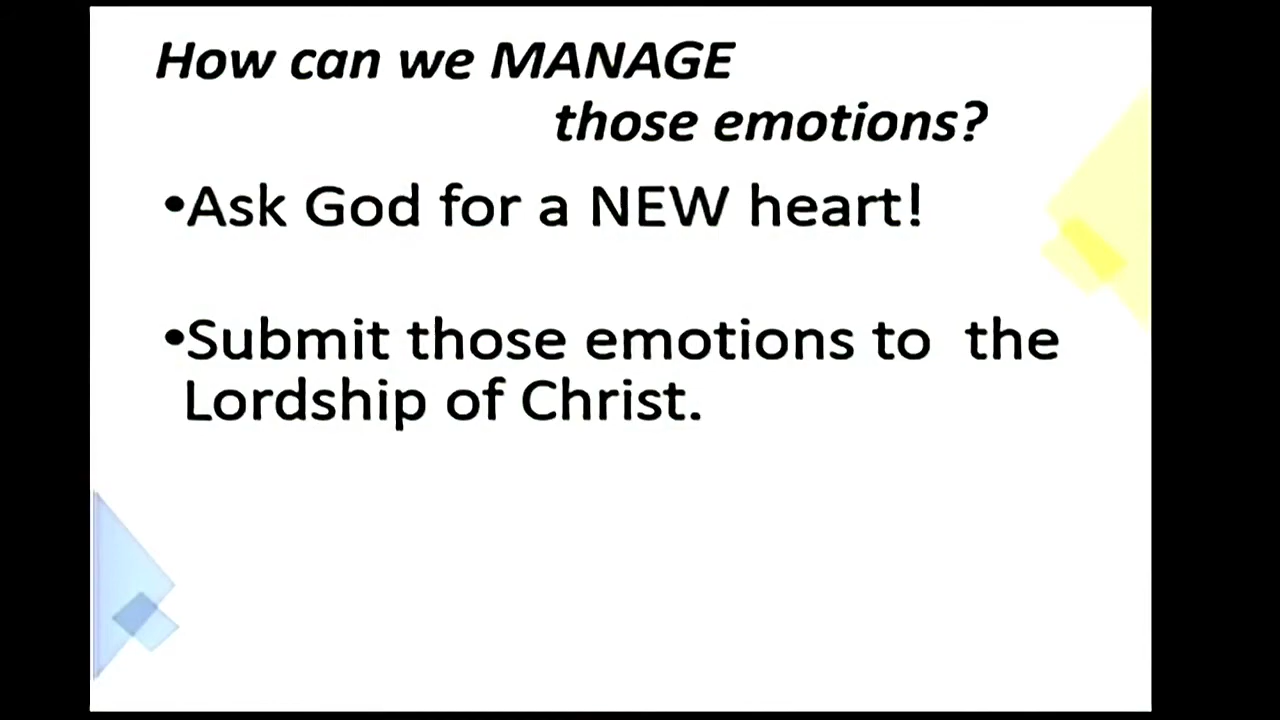 How can we MANAGE
those emotions?
•Ask God for a NEW heart!
•Submit those emotions to  the
Lordship of Christ.